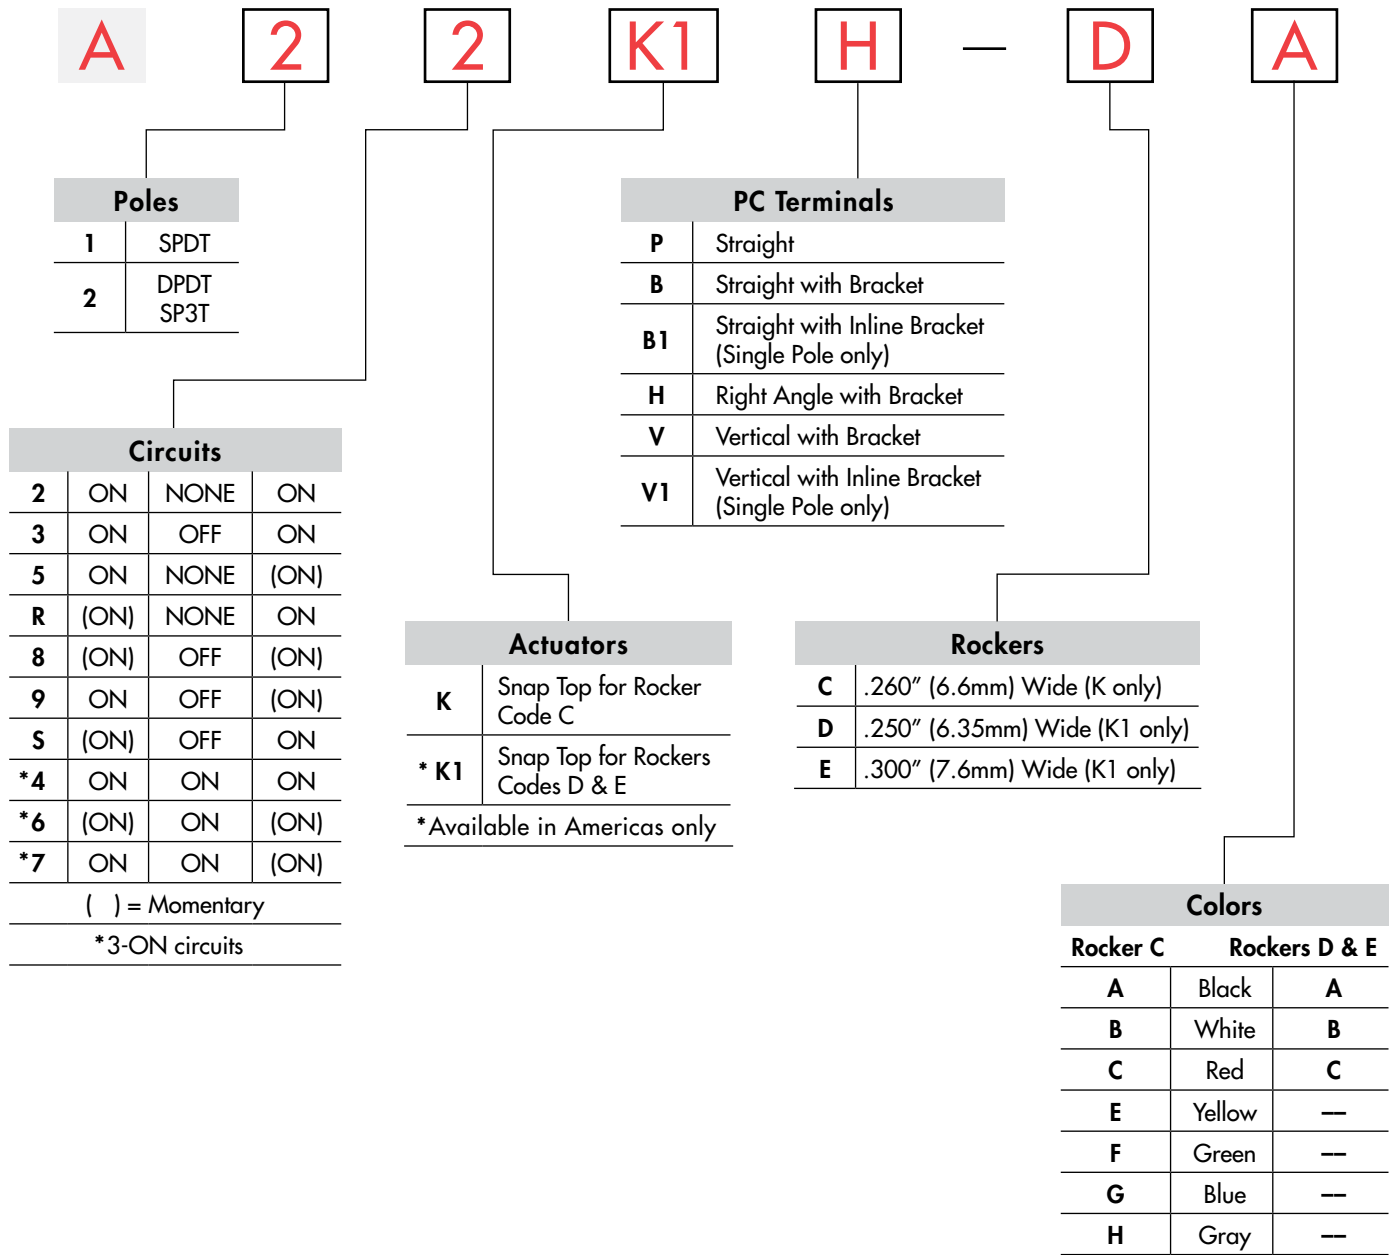 A 2 2 K1 H — D A
Poles
1 SPDT
2 DPDT
SP3T
PC Terminals
P Straight
B Straight with Bracket
B1 Straight with Inline Bracket
(Single Pole only)
H Right Angle with Bracket
V Vertical with Bracket
V1 Vertical with Inline Bracket
(Single Pole only)
Circuits
2 ON NONE ON
3 ON OFF ON
5 ON NONE (ON)
R (ON) NONE ON
8 (ON) OFF (ON)
9 ON OFF (ON)
S (ON) OFF ON
*4 ON ON ON
*6 (ON) ON (ON)
*7 ON ON (ON)
( ) = Momentary
*3-ON circuits
Actuators
K Snap Top for Rocker
Code C
* K1 Snap Top for Rockers
Codes D & E
*Available in Americas only
Rockers
C .260" (6.6mm) Wide (K only)
D .250" (6.35mm) Wide (K1 only)
E .300" (7.6mm) Wide (K1 only)
Colors
Rocker C Rockers D & E
A Black A
B White B
C Red C
E Yellow —
F Green —
G Blue —
H Gray —